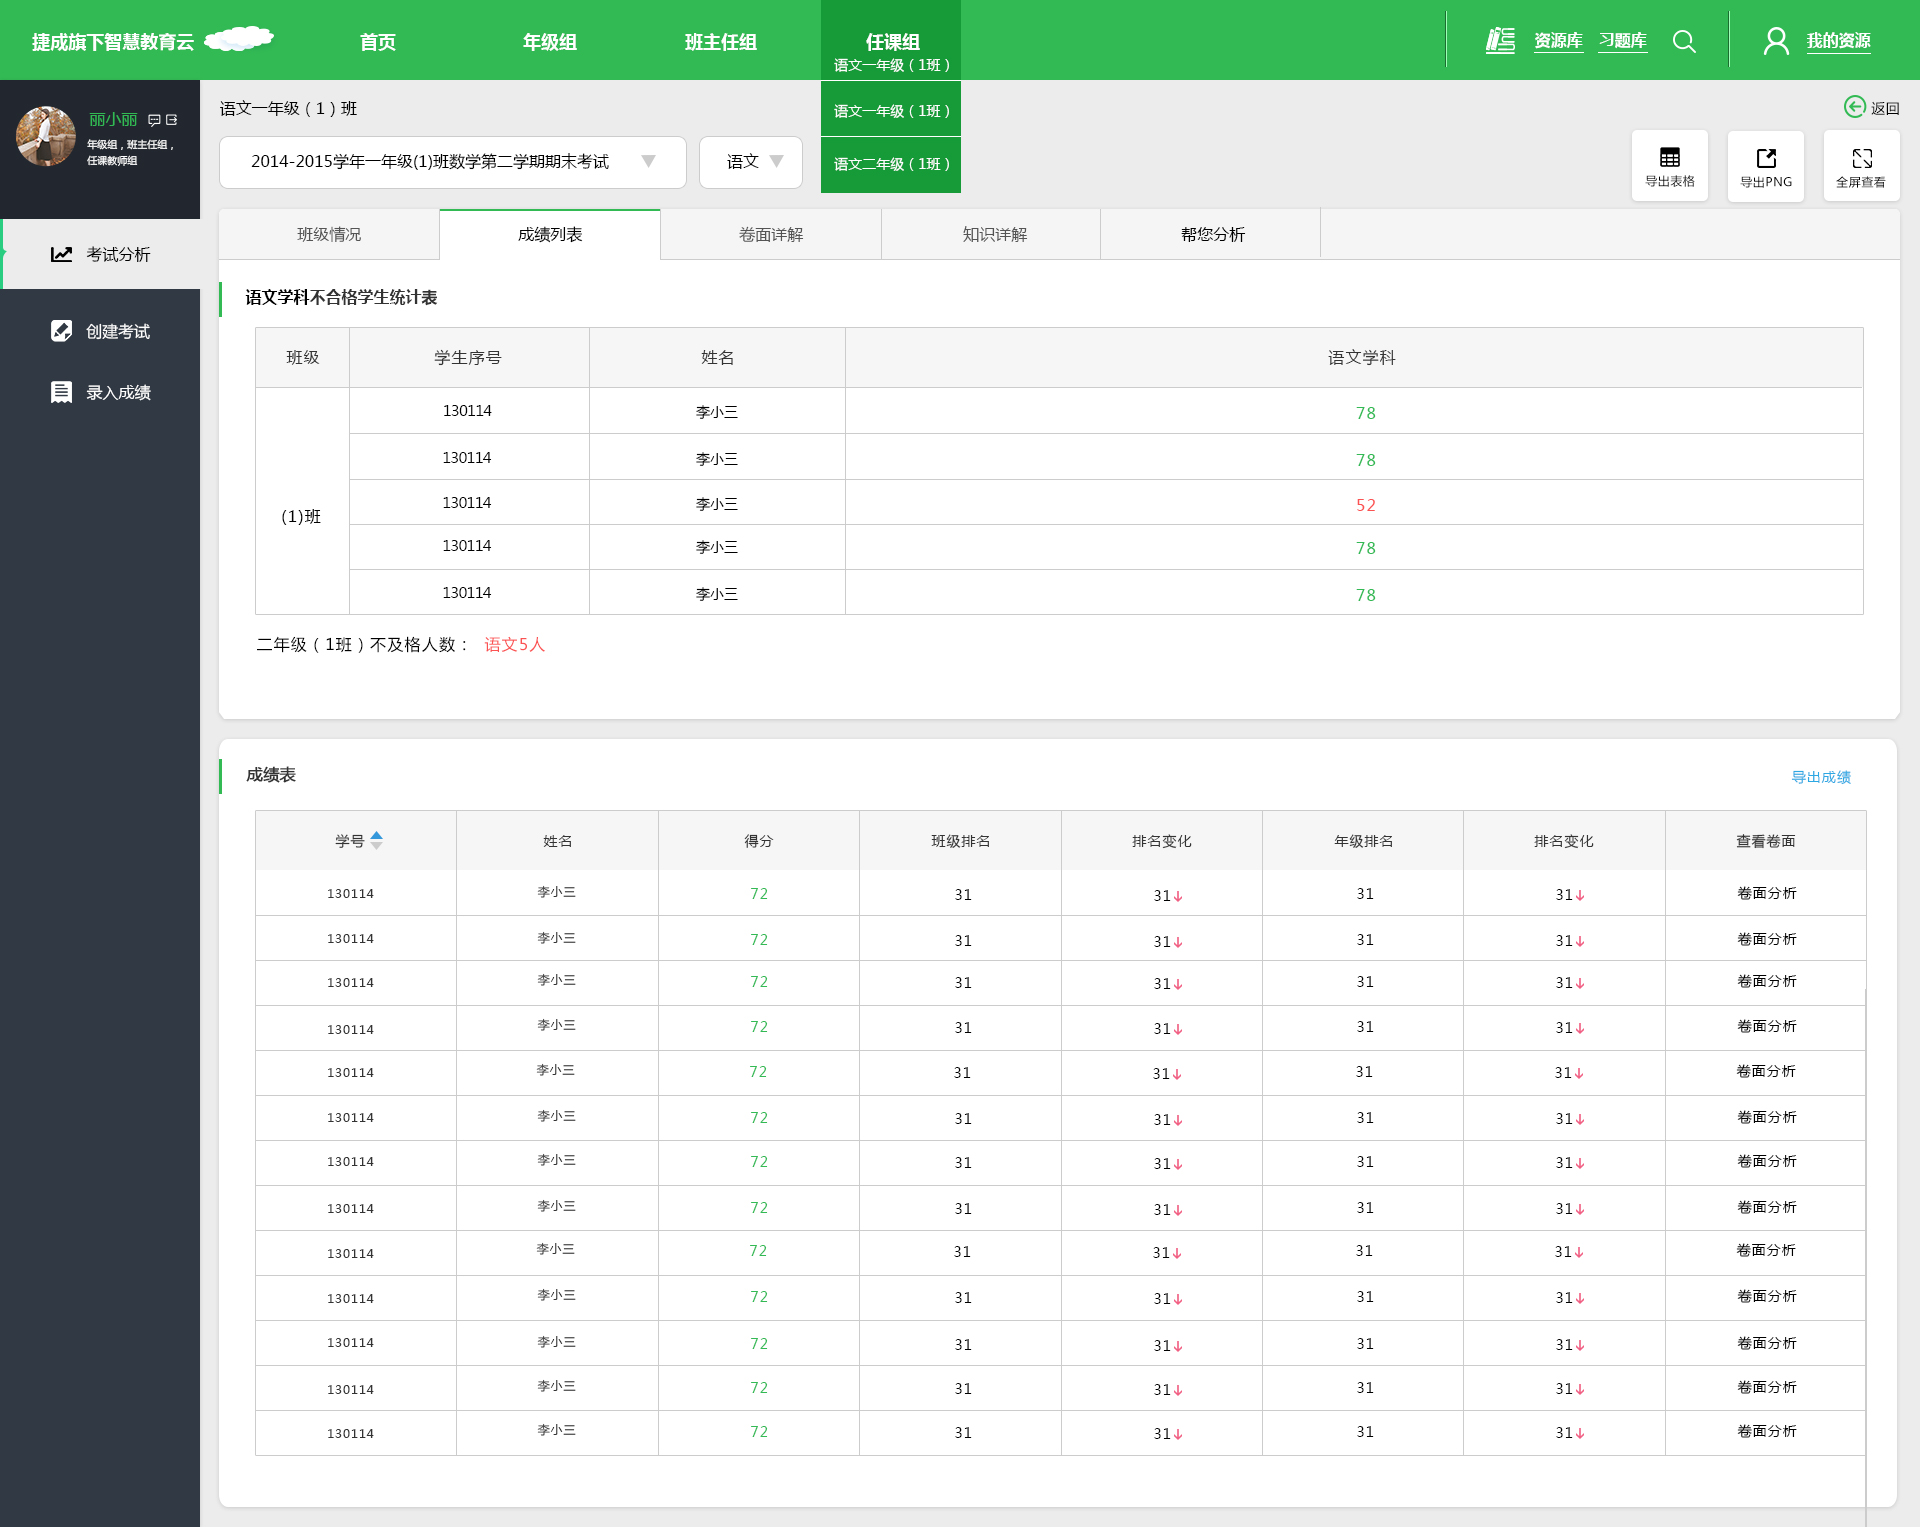 捷成旗下智慧教育云 首页 年级组 班主任组 任课组 资源库 习题库 我的资源
语文一年级（1班）
语文一年级（1班）
语文二年级（1班）
丽小丽
年级组，班主任组，
任课教师组
考试分析
创建考试
录入成绩
语文一年级（1）班 返回
2014-2015学年一年级(1)班数学第二学期期末考试 语文
导出表格 导出PNG 全屏查看
班级情况 成绩列表 卷面详解 知识详解 帮您分析
语文学科不合格学生统计表
班级 学生序号 姓名 语文学科
130114 李小三 78
130114 李小三 78
130114 李小三 52
(1)班
130114 李小三 78
130114 李小三 78
二年级（1班）不及格人数： 语文5人
成绩表 导出成绩
学号 姓名 得分 班级排名 排名变化 年级排名 排名变化 查看卷面
130114 李小三 72 31 31↓ 31 31↓ 卷面分析
130114 李小三 72 31 31↓ 31 31↓ 卷面分析
130114 李小三 72 31 31↓ 31 31↓ 卷面分析
130114 李小三 72 31 31↓ 31 31↓ 卷面分析
130114 李小三 72 31 31↓ 31 31↓ 卷面分析
130114 李小三 72 31 31↓ 31 31↓ 卷面分析
130114 李小三 72 31 31↓ 31 31↓ 卷面分析
130114 李小三 72 31 31↓ 31 31↓ 卷面分析
130114 李小三 72 31 31↓ 31 31↓ 卷面分析
130114 李小三 72 31 31↓ 31 31↓ 卷面分析
130114 李小三 72 31 31↓ 31 31↓ 卷面分析
130114 李小三 72 31 31↓ 31 31↓ 卷面分析
130114 李小三 72 31 31↓ 31 31↓ 卷面分析